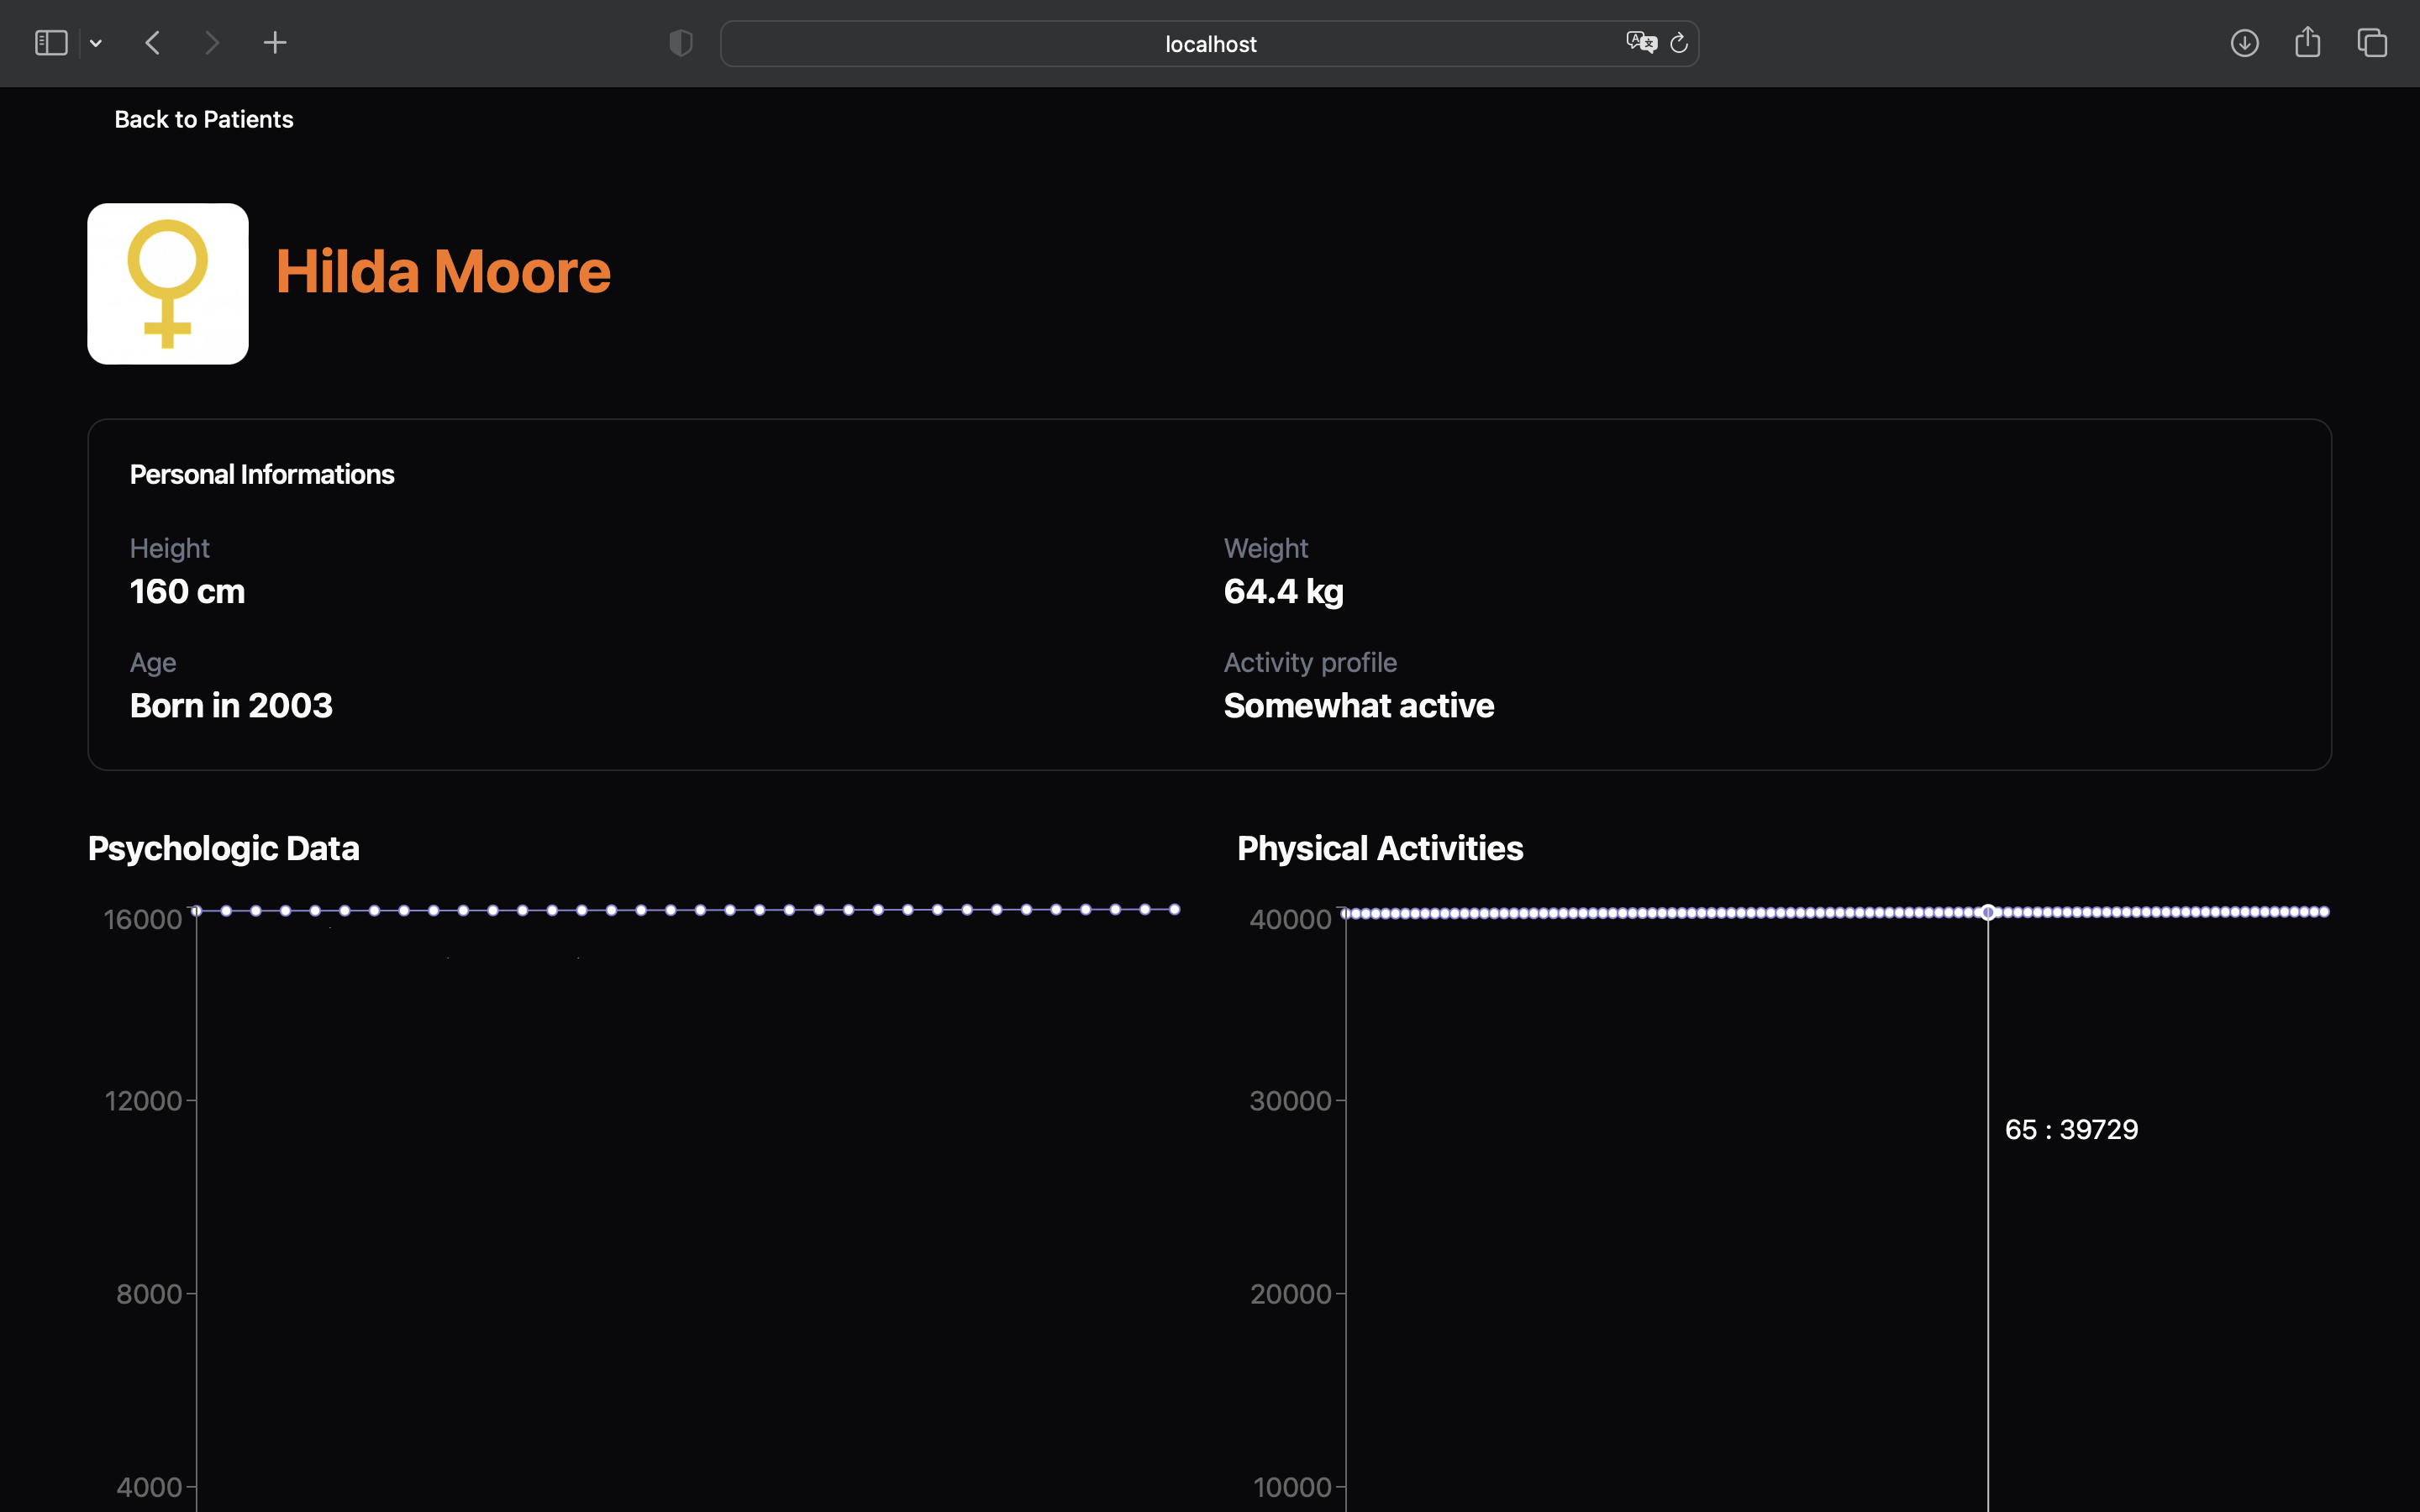 localhost
Back to Patients
Hilda Moore
Personal Informations
Height
160 cm
Weight
64.4 kg
Age
Born in 2003
Activity profile
Somewhat active
Psychologic Data
16000
12000
8000
4000
Physical Activities
40000
30000
20000
10000
65 : 39729